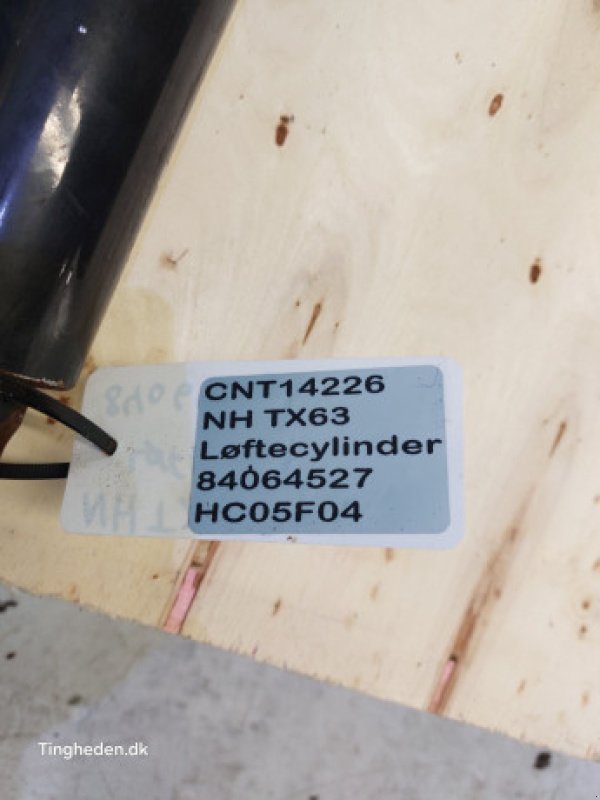 CNT14226
NH TX63
Løftecylinder
84064527
HC05F04
Tingheden.dk